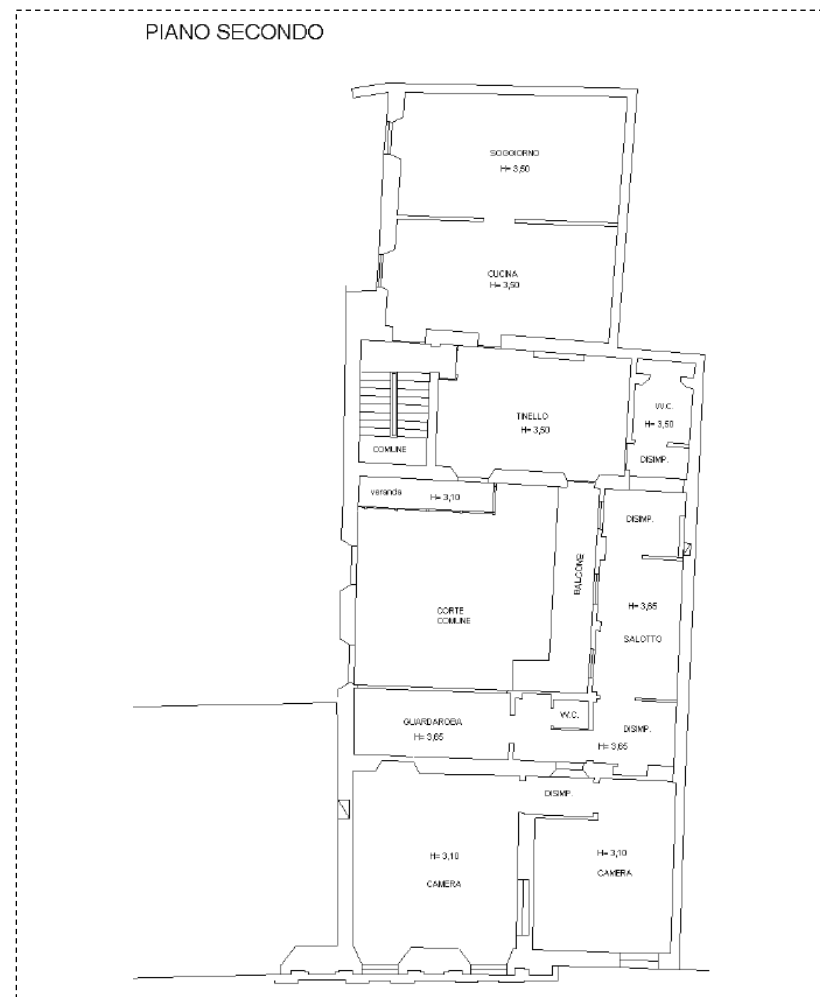 PIANO SECONDO
SOGGIORNO
H= 3,50
CUCINA
H= 3,50
TINELLO
H= 3,50
W.C.
H= 3,50
DISIMP.
COMUNE
veranda H= 3,10
DISIMP.
BALCONE
H= 3,65
SALOTTO
CORTE
COMUNE
GUARDAROBA
H= 3,65
W.C.
DISIMP.
H= 3,65
DISIMP.
H= 3,10
CAMERA
H= 3,10
CAMERA